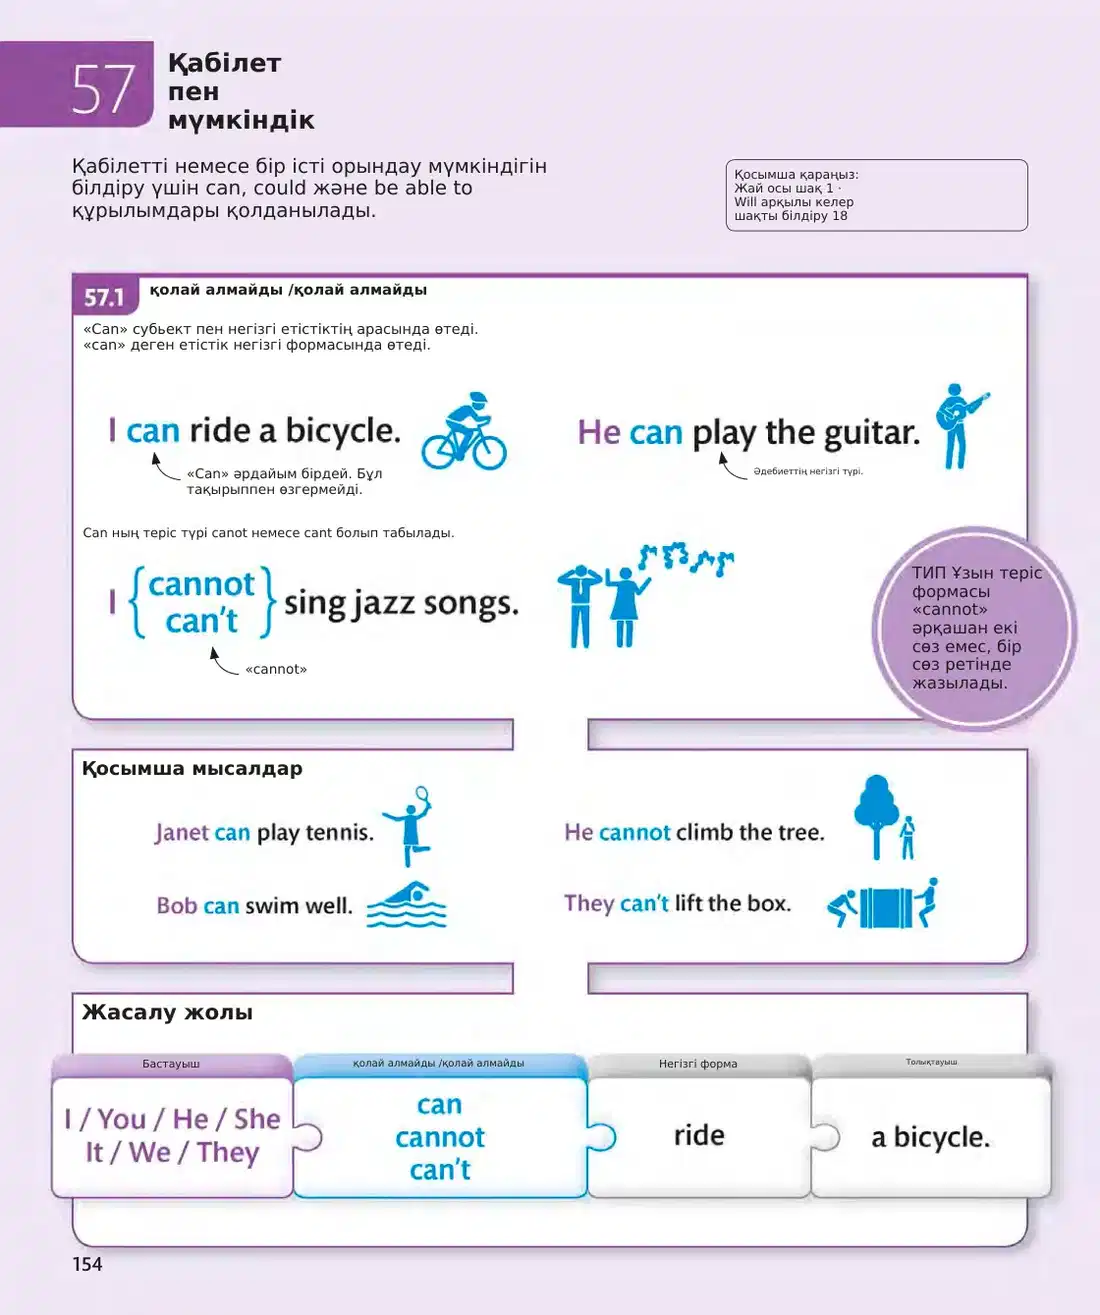 57
Қабілет
пен
мүмкіндік
Қабілетті немесе бір істі орындау мүмкіндігін
білдіру үшін can, could және be able to
құрылымдары қолданылады.
Қосымша қараңыз:
Жай осы шақ 1 ·
Will арқылы келер
шақты білдіру 18
57.1 қолай алмайды /қолай алмайды
«Can» субьект пен негізгі етістіктің арасында өтеді.
«can» деген етістік негізгі формасында өтеді.
I can ride a bicycle.
«Can» әрдайым бірдей. Бұл
тақырыппен өзгермейді.
He can play the guitar.
Әдебиеттің негізгі түрі.
Can ның теріс түрі canot немесе cant болып табылады.
I { cannot
can't } sing jazz songs.
«cannot»
ТИП Ұзын теріс
формасы
«cannot»
әрқашан екі
сөз емес, бір
сөз ретінде
жазылады.
Қосымша мысалдар
Janet can play tennis.
He cannot climb the tree.
Bob can swim well.
They can't lift the box.
Жасалу жолы
Бастауыш
қолай алмайды /қолай алмайды
Негізгі форма
Толықтауыш
I / You / He / She
It / We / They
can
cannot
can't
ride
a bicycle.
154